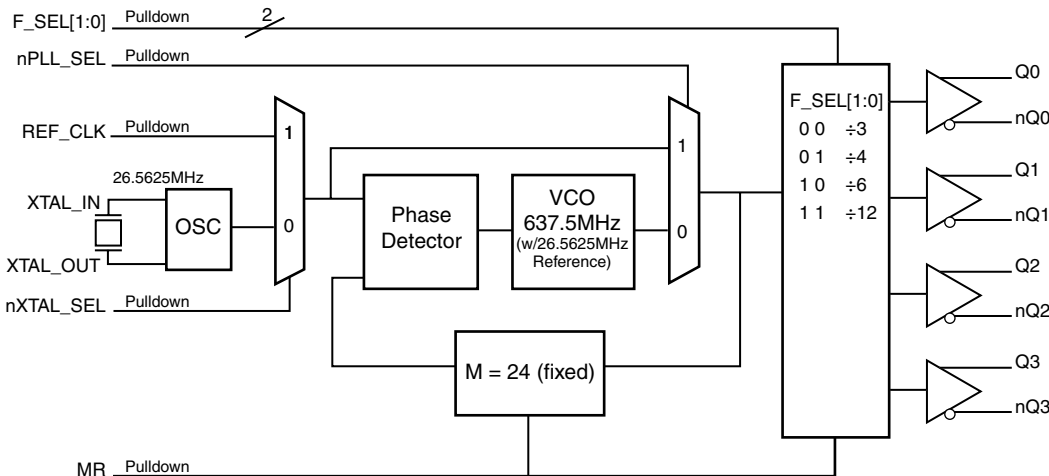 F_SEL[1:0] Pulldown 2
nPLL_SEL Pulldown
REF_CLK Pulldown
1
0
26.5625MHz
XTAL_IN
OSC
XTAL_OUT
nXTAL_SEL Pulldown
Phase
Detector
VCO
637.5MHz
(w/26.5625MHz
Reference)
1
0
M = 24 (fixed)
MR Pulldown
F_SEL[1:0]
0 0 ÷3
0 1 ÷4
1 0 ÷6
1 1 ÷12
Q0
nQ0
Q1
nQ1
Q2
nQ2
Q3
nQ3